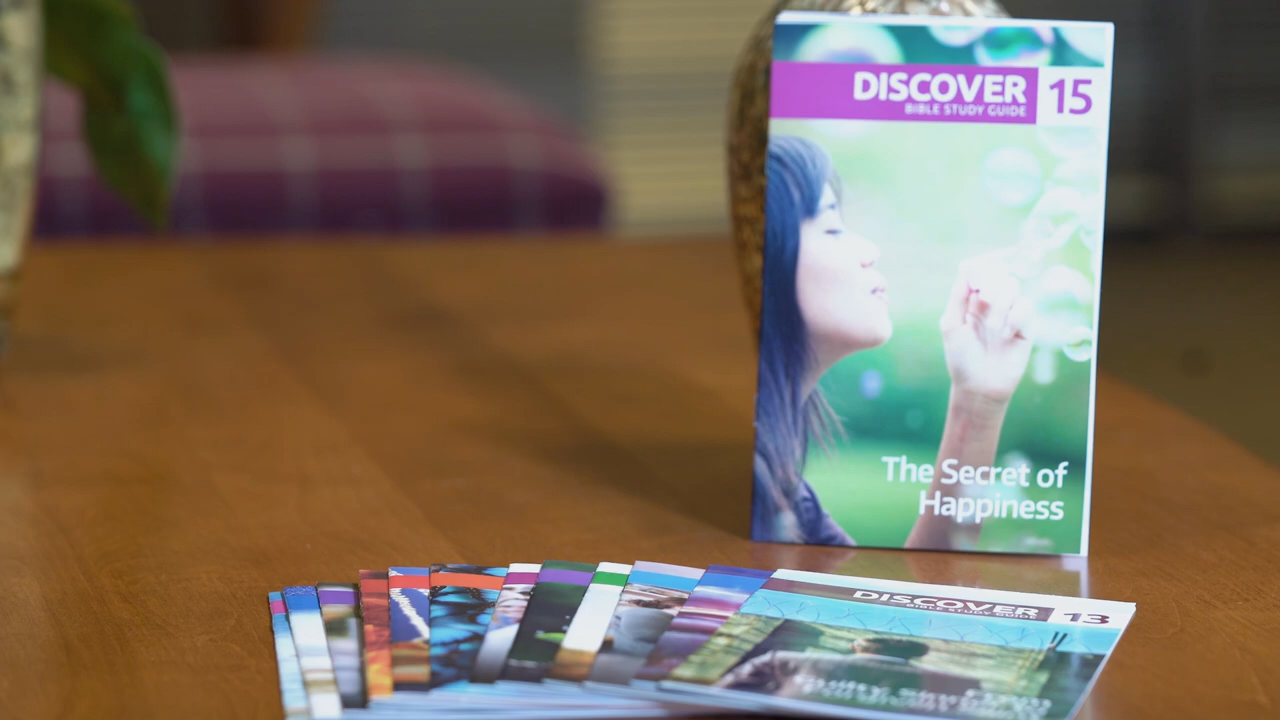 DISCOVER
BIBLE STUDY GUIDE
15
The Secret of
Happiness
DISCOVER
BIBLE STUDY GUIDE
13